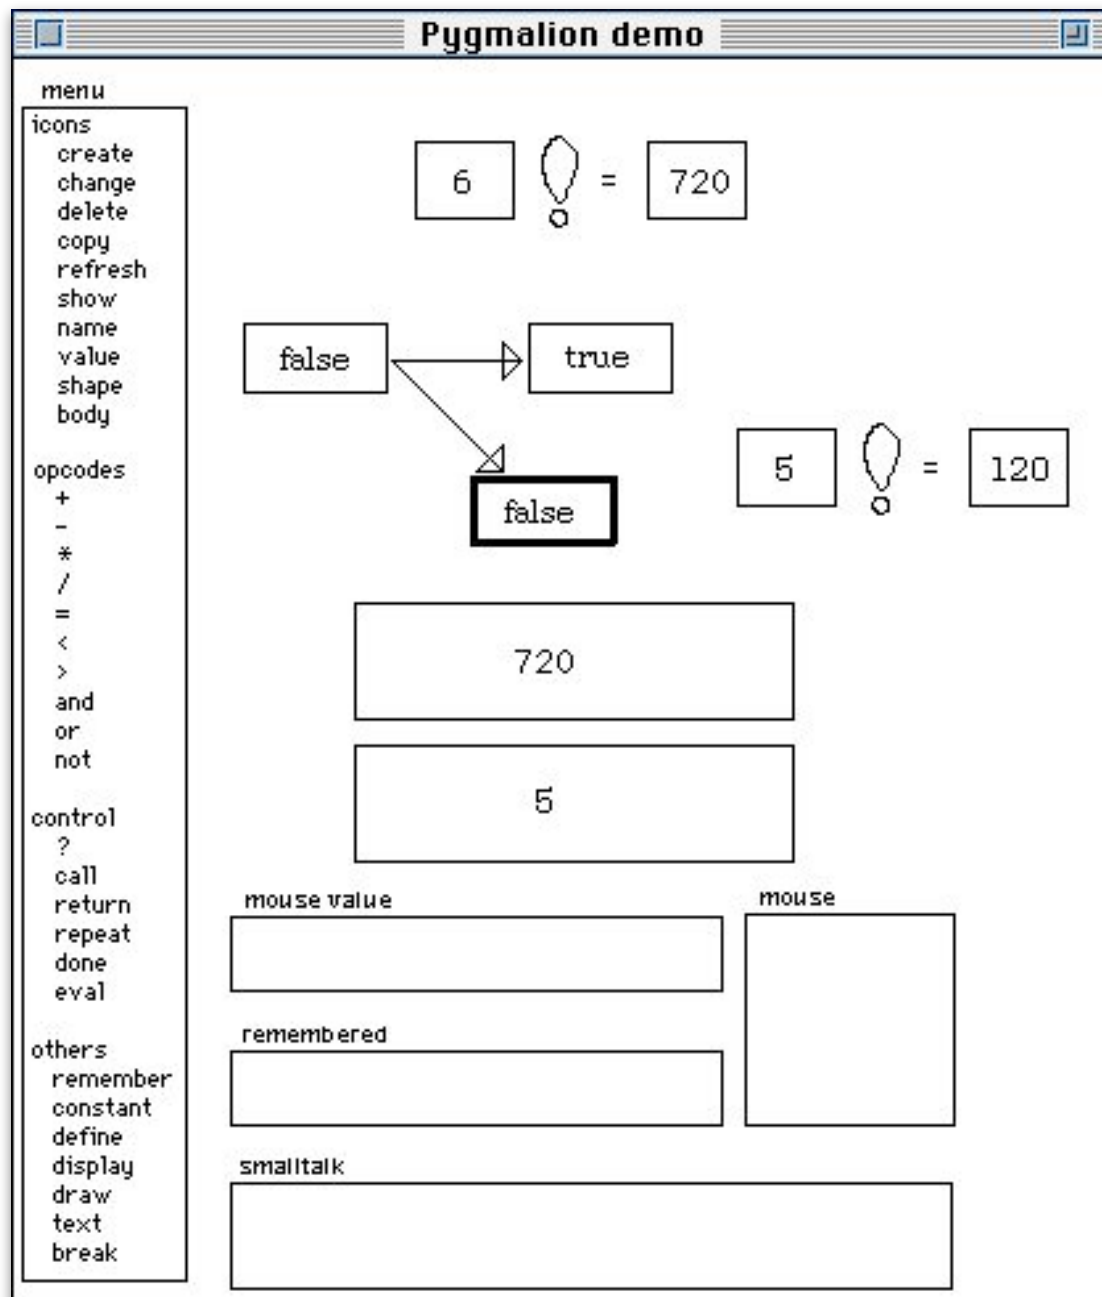 Pygmalion demo
menu
icons
create
change
delete
copy
refresh
show
name
value
shape
body
opcodes
+
-
*
/
=
<
>
and
or
not
control
?
call
return
repeat
done
eval
others
remember
constant
define
display
draw
text
break
6 ! = 720
false true
5 ! = 120
false
720
5
mouse value
mouse
remembered
smalltalk